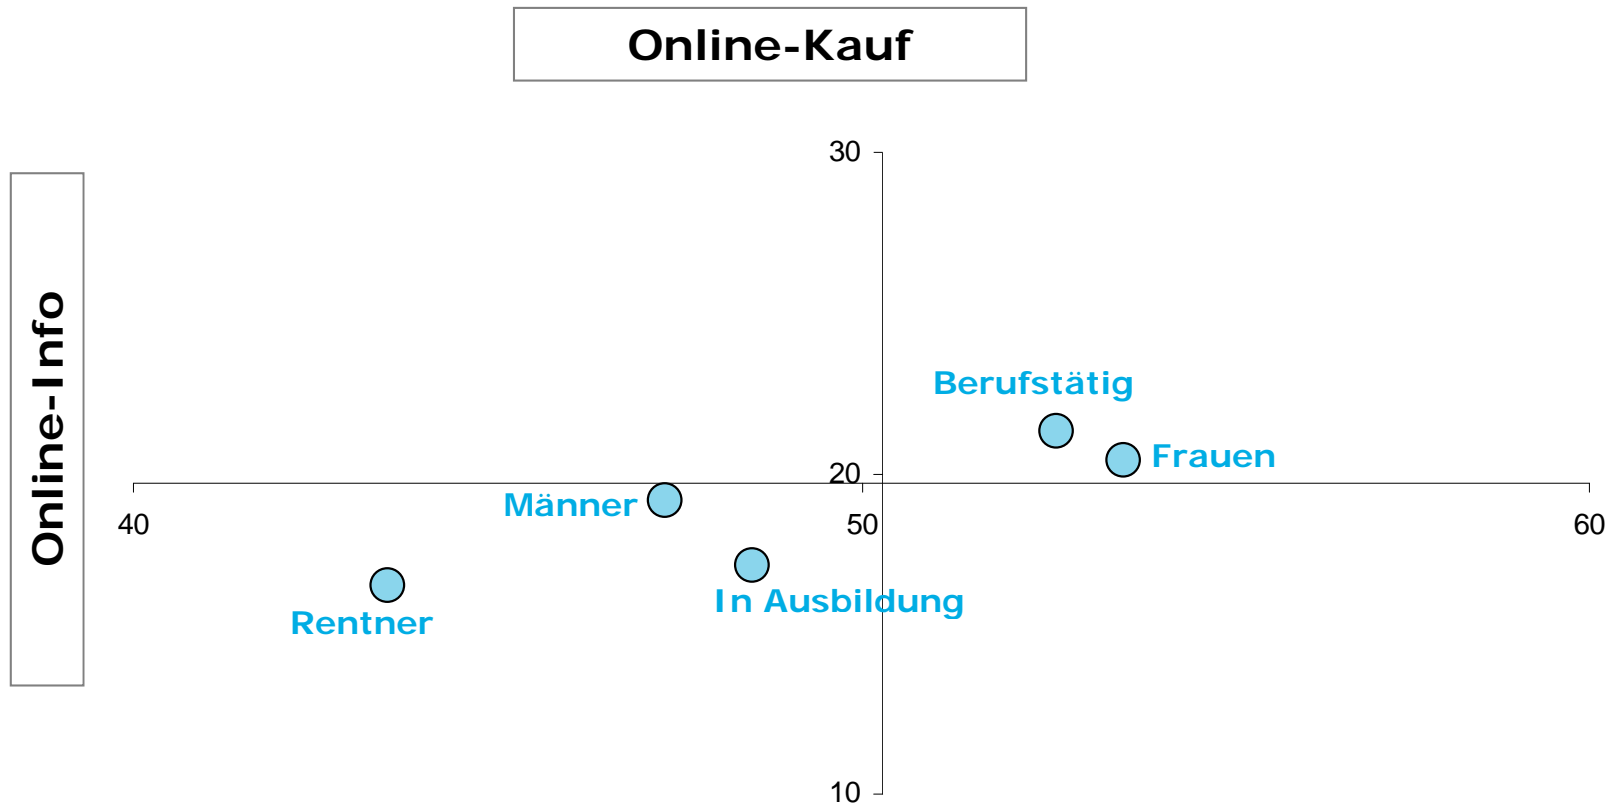 Online-Kauf
30
Online-Info
Berufstätig
Frauen
20
Männer
40
50
60
In Ausbildung
Rentner
10